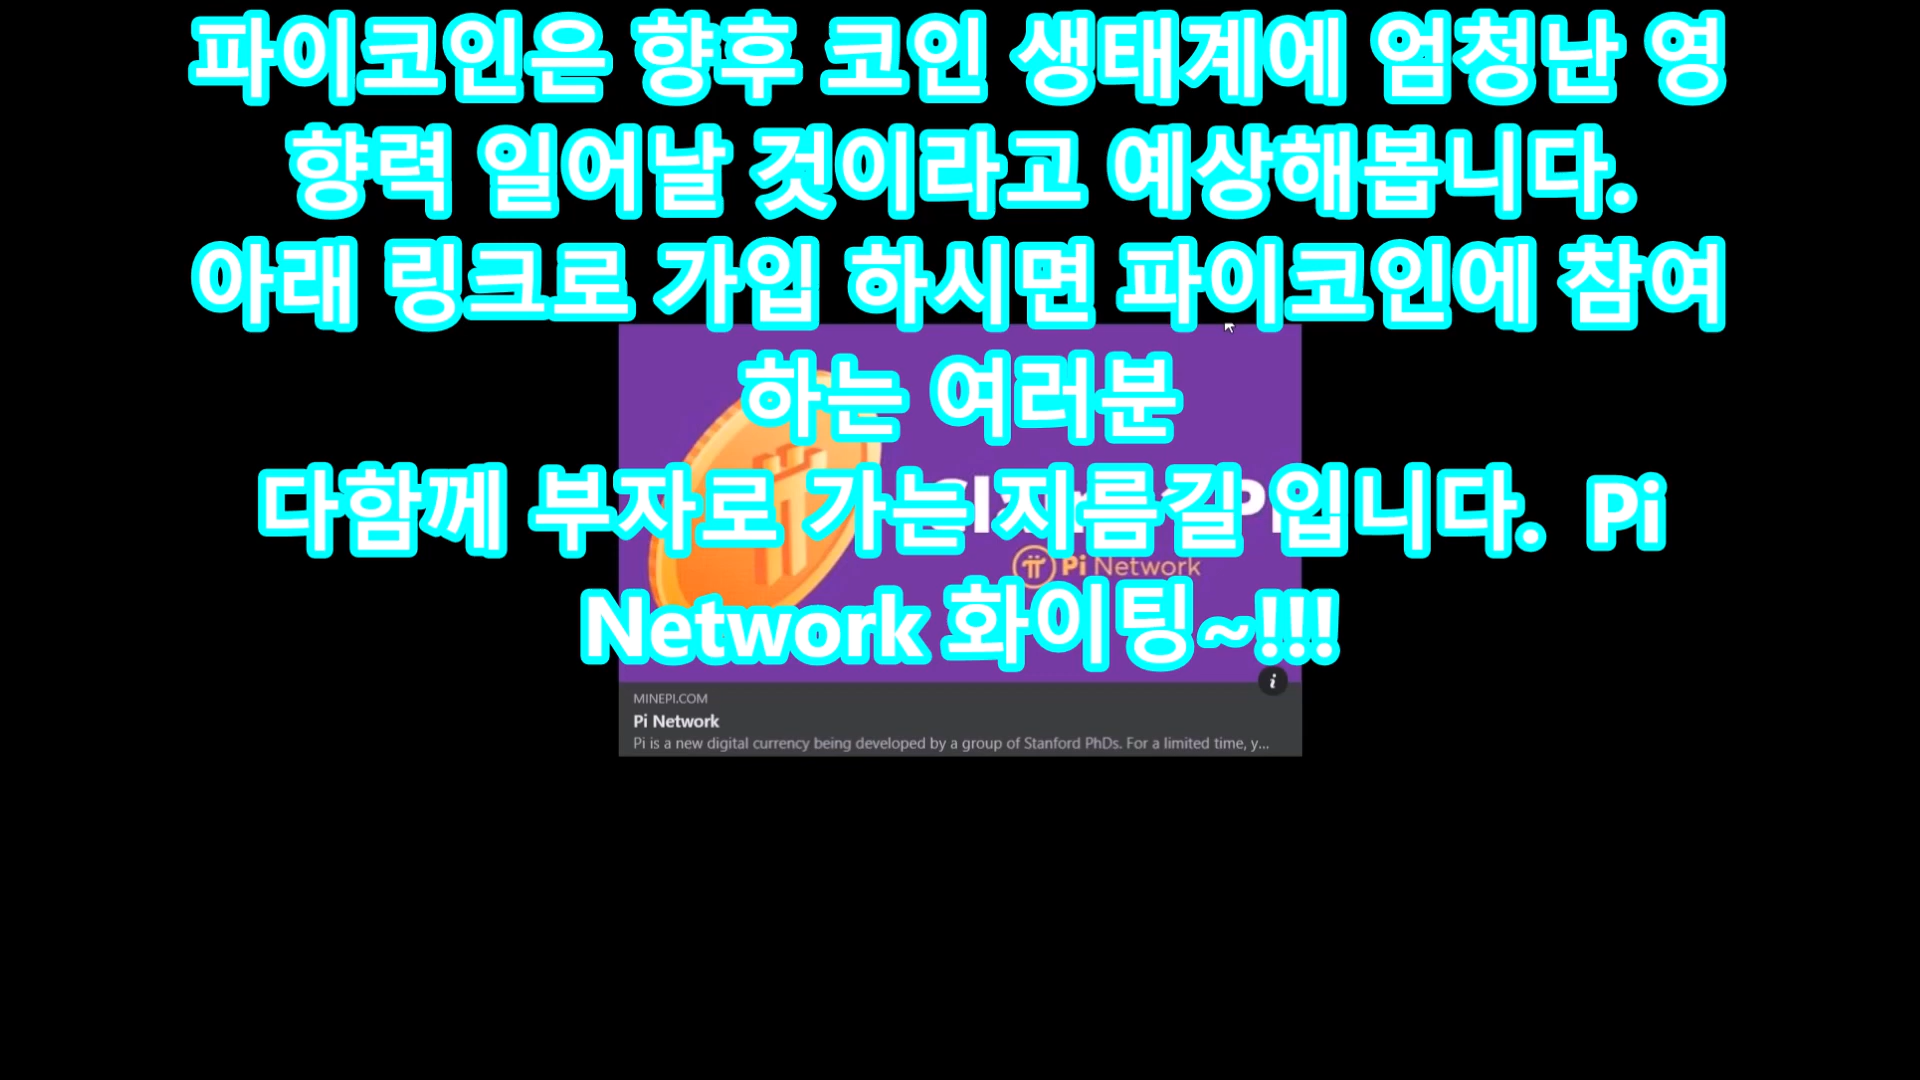 파이코인은 향후 코인 생태계에 엄청난 영
향력 일어날 것이라고 예상해봅니다.
아래 링크로 가입 하시면 파이코인에 참여
하는 여러분
다함께 부자로 가는 지름길 입니다. Pi
Network 화이팅~!!!
Pi Network
MINEPI.COM
Pi Network
Pi is a new digital currency being developed by a group of Stanford PhDs. For a limited time, y...